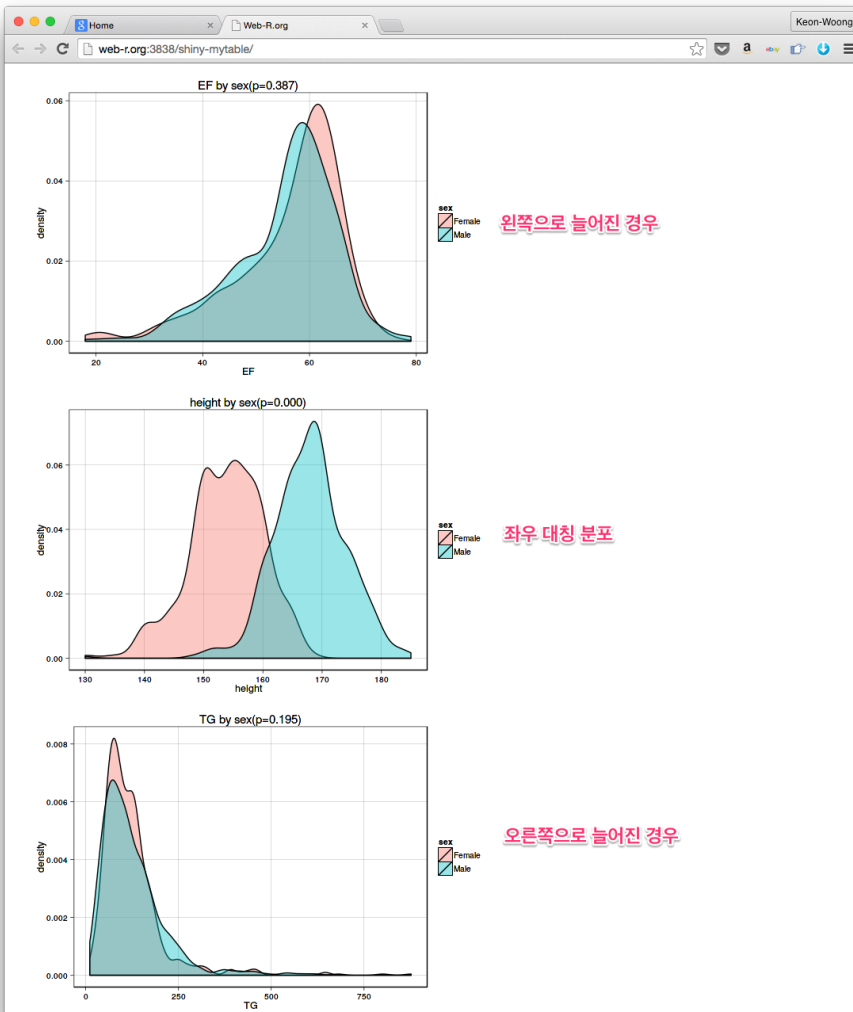 Home
Web-R.org
Keon-Woong
web-r.org:3838/shiny-mytable/
a
ebay
EF by sex(p=0.387)
0.06
0.04
0.02
0.00
density
20 40 60 80
EF
sex
Female
Male
왼쪽으로 늘어진 경우
height by sex(p=0.000)
0.06
0.04
0.02
0.00
density
130 140 150 160 170 180
height
sex
Female
Male
좌우 대칭 분포
TG by sex(p=0.195)
0.008
0.006
0.004
0.002
0.000
density
0 250 500 750
TG
sex
Female
Male
오른쪽으로 늘어진 경우